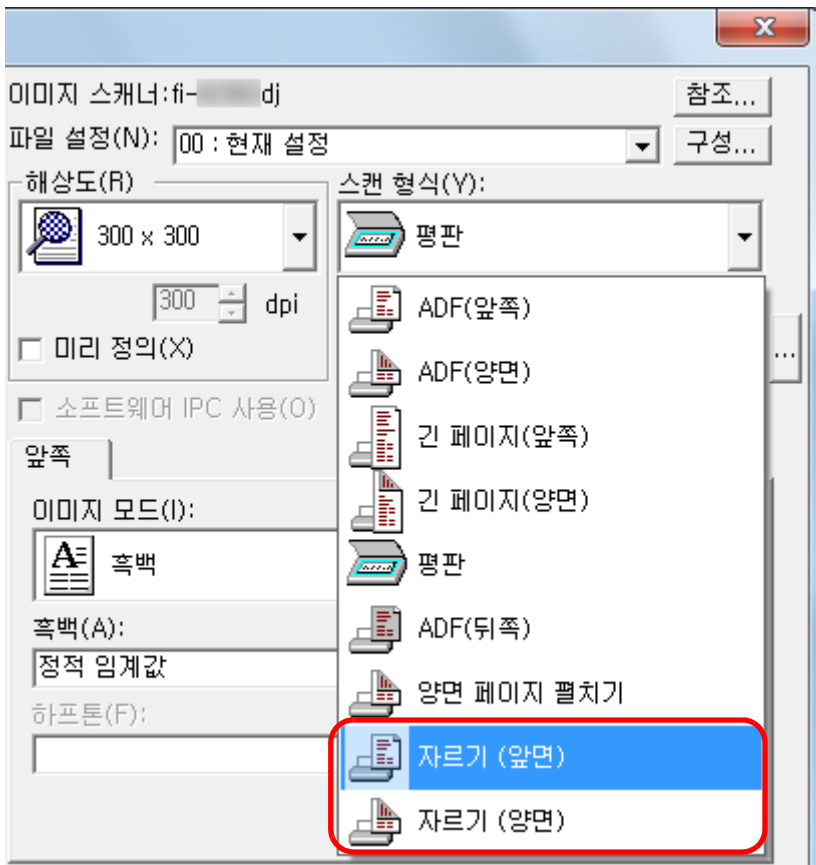 이미지 스캐너:fi- dj
참조...
파일 설정(N):
00 : 현재 설정
구성...
해상도(R)
300 x 300
300
dpi
미리 정의(X)
소프트웨어 IPC 사용(O)
스캔 형식(Y):
평판
ADF(앞쪽)
ADF(양면)
긴 페이지(앞쪽)
긴 페이지(양면)
평판
ADF(뒤쪽)
양면 페이지 펼치기
자르기 (앞면)
자르기 (양면)
...
앞쪽
이미지 모드(I):
흑백
흑백(A):
정적 임계값
하프톤(F):